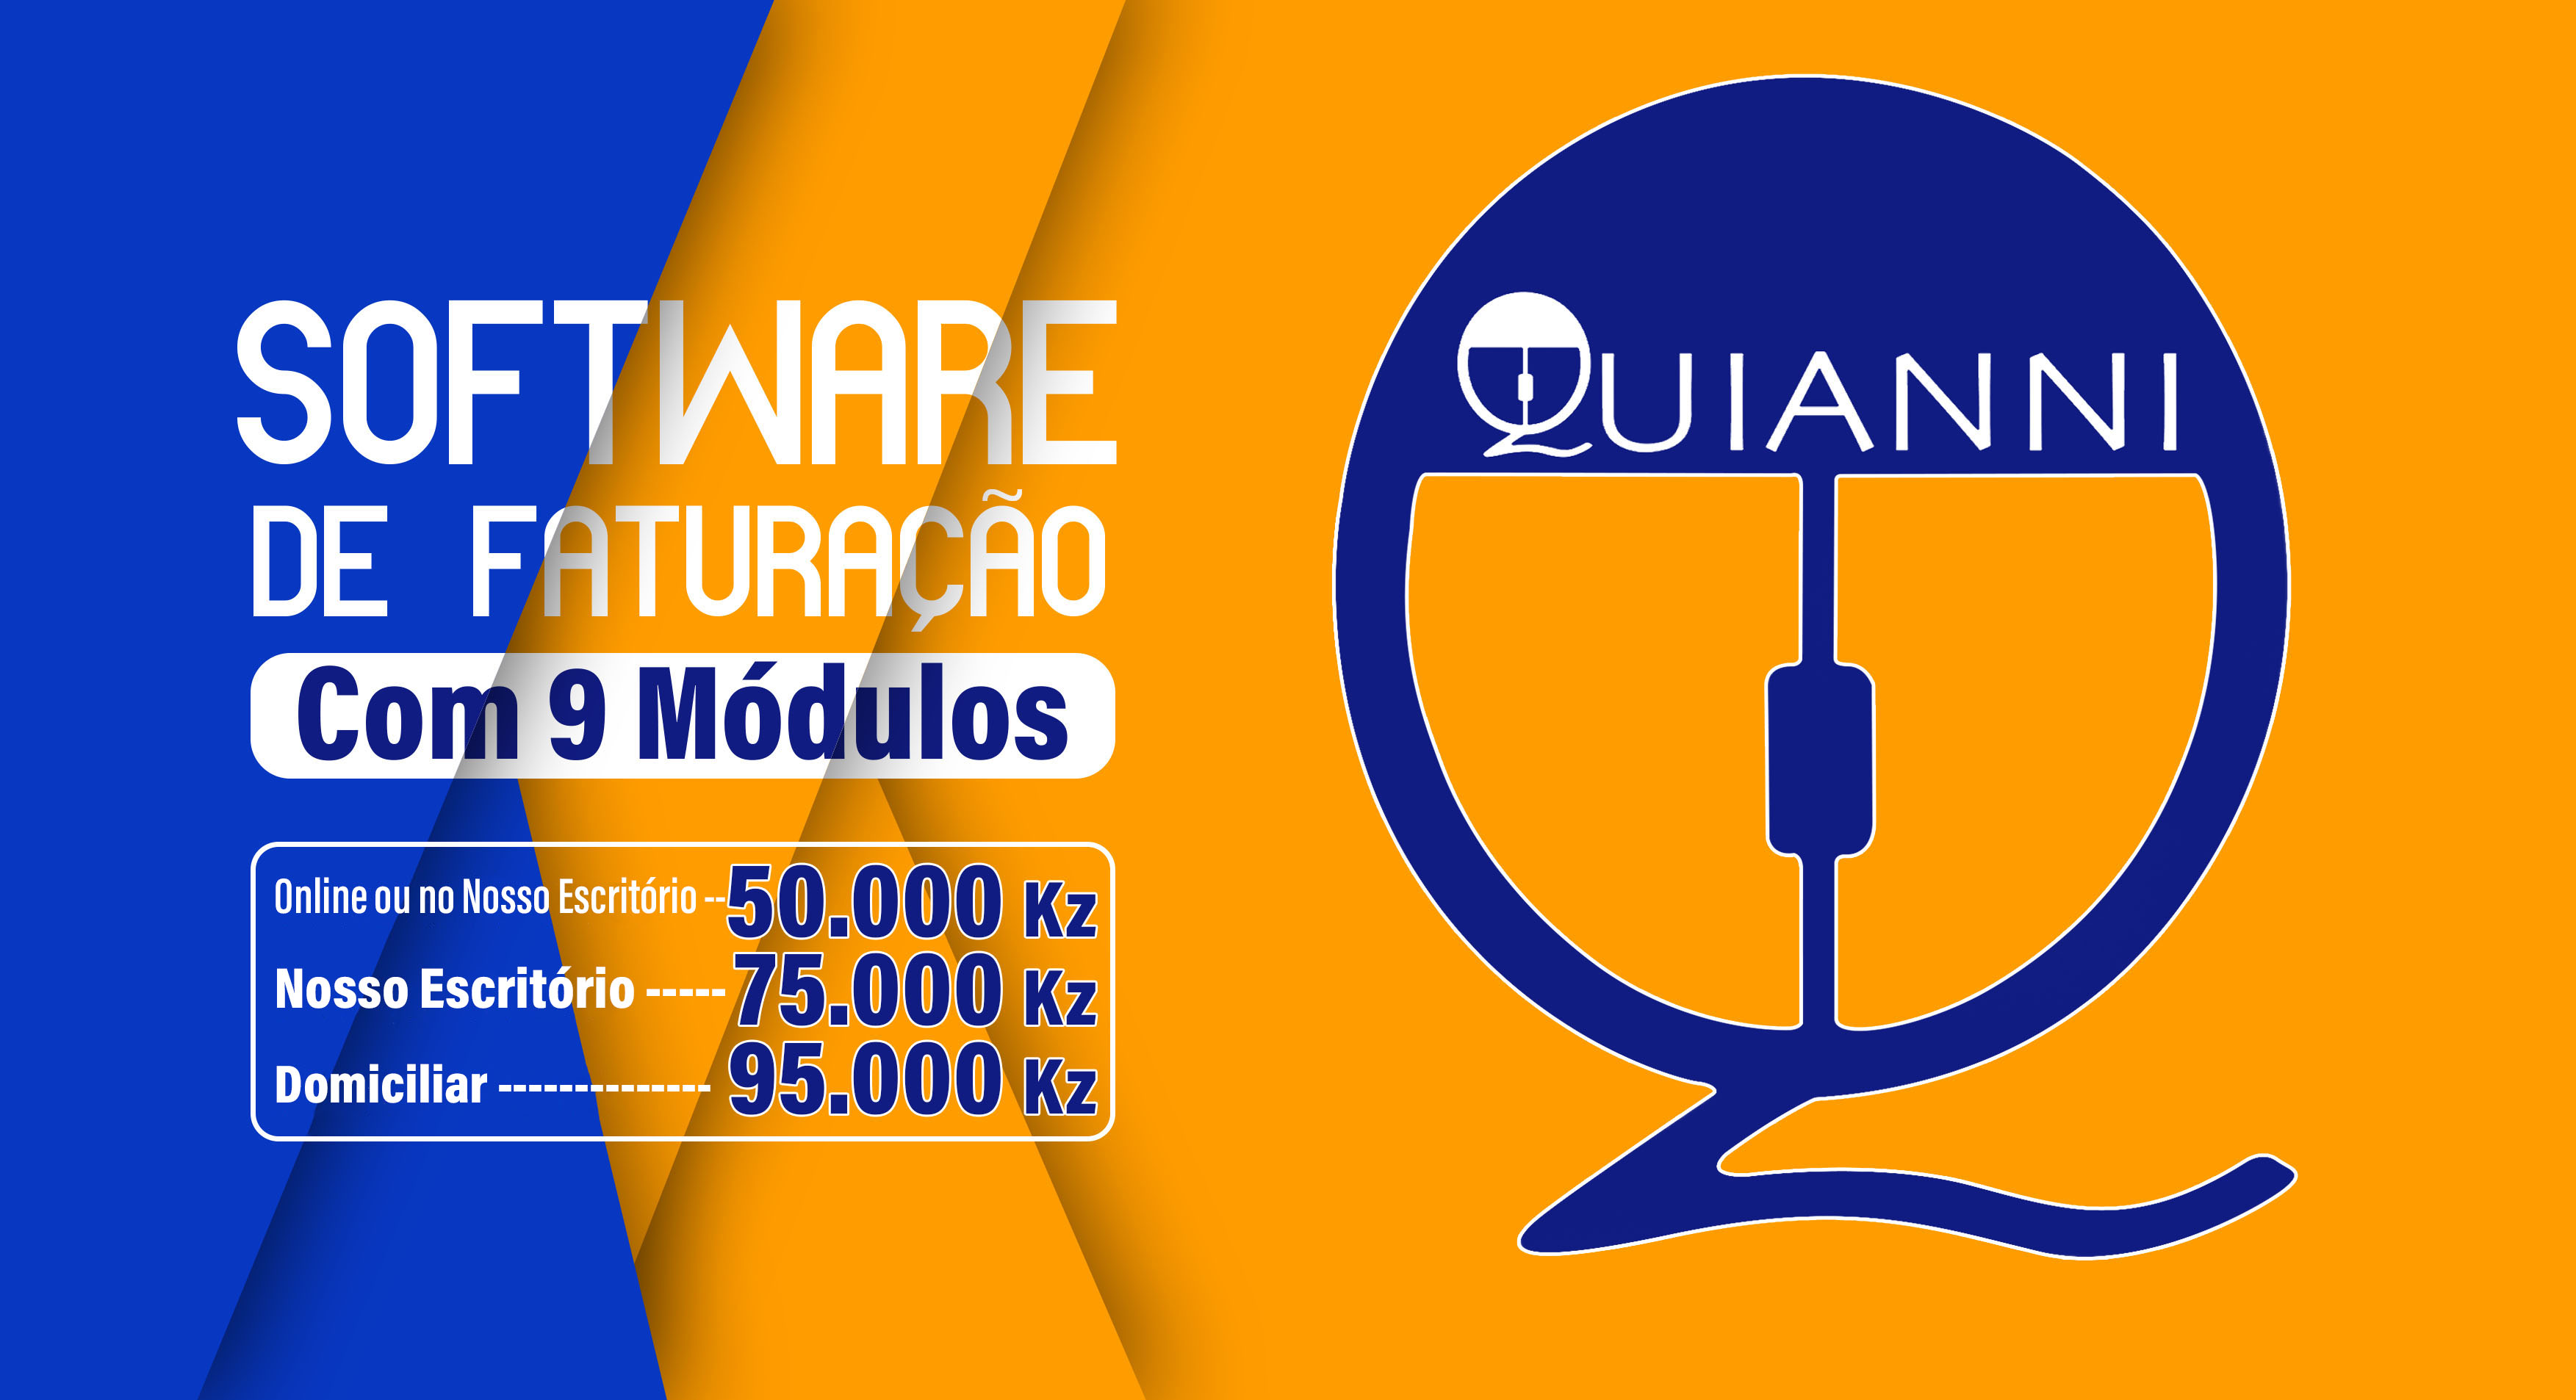 SOFTWARE
DE FATURAÇÃO
Com 9 Módulos
Online ou no Nosso Escritório --50.000 Kz
Nosso Escritório -----75.000 Kz
Domiciliar -------------- 95.000 Kz
QUIANNI